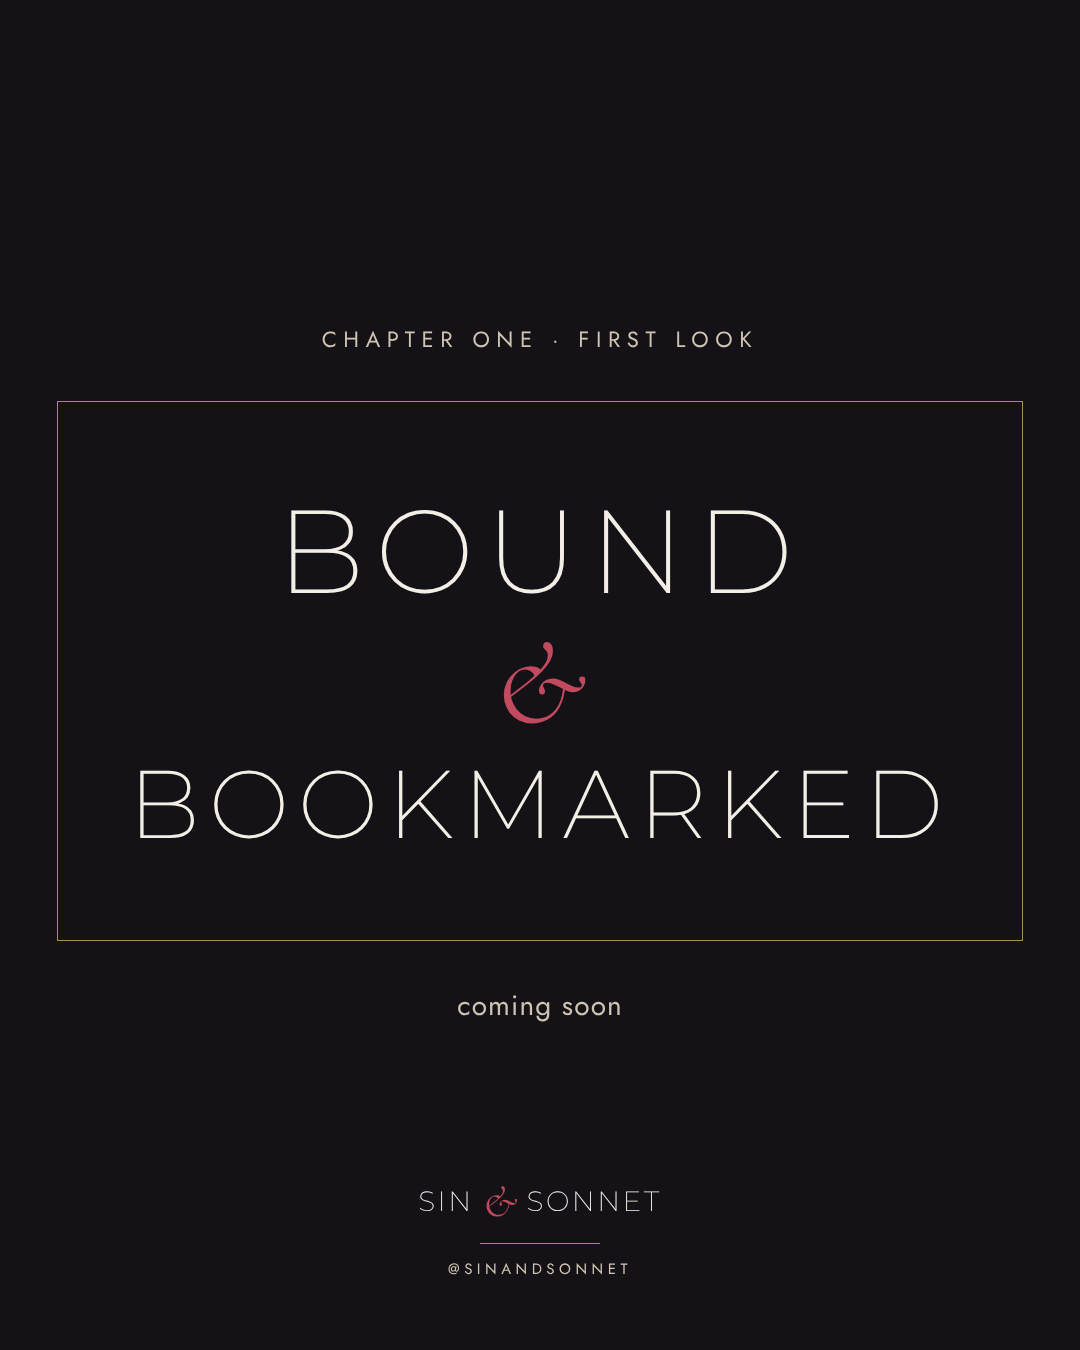 CHAPTER ONE · FIRST LOOK
BOUND
&
BOOKMARKED
coming soon
SIN & SONNET
@SINANDSONNET